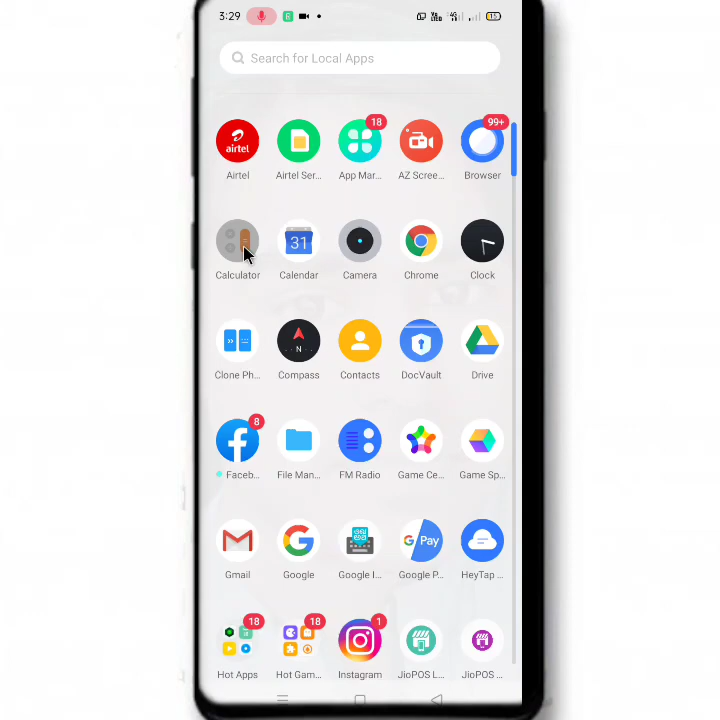 3:29
15
Search for Local Apps
18
99+
airtel
Airtel
Airtel Ser...
App Mar...
AZ Scree...
Browser
31
Calculator
Calendar
Camera
Chrome
Clock
N
Clone Ph...
Compass
Contacts
DocVault
Drive
8
Faceb...
File Man...
FM Radio
Game Ce...
Game Sp...
G Pay
Gmail
Google
Google I...
Google P...
HeyTap ...
18
18
1
Hot Apps
Hot Gam...
Instagram
JioPOS L...
JioPOS ...